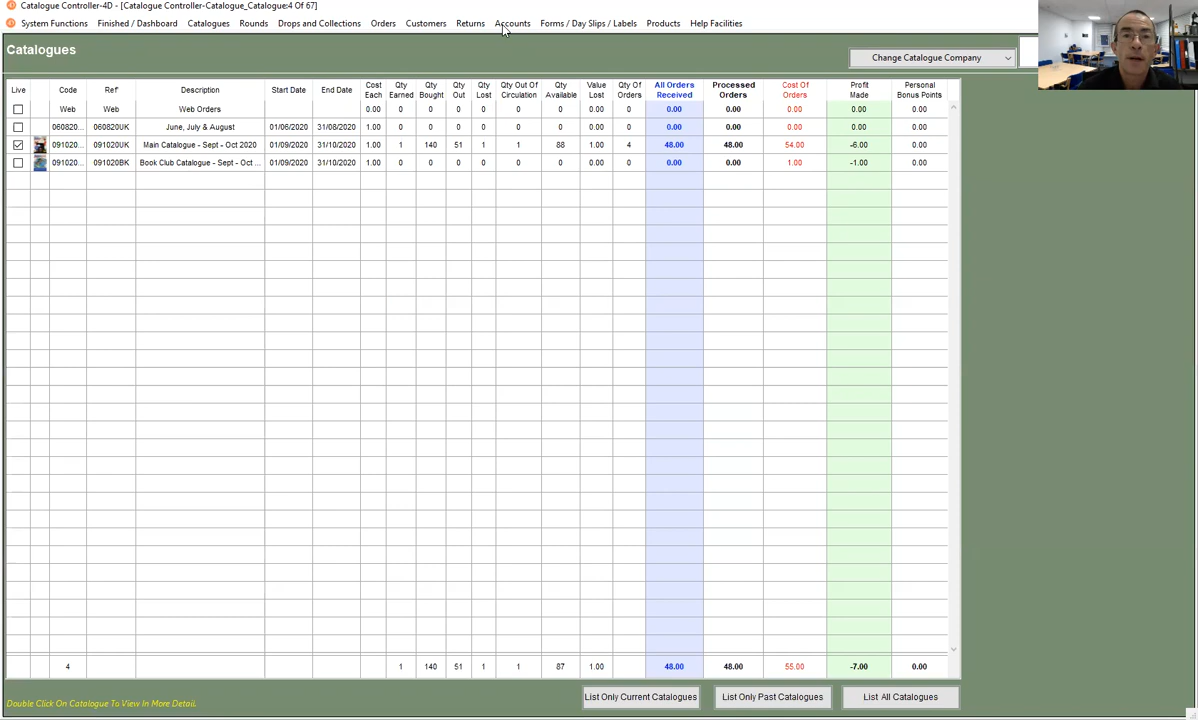 Catalogue Controller-4D - [Catalogue Controller-Catalogue_Catalogue:4 Of 67]
System Functions Finished / Dashboard Catalogues Rounds Drops and Collections Orders Customers Returns Accounts Forms / Day Slips / Labels Products Help Facilities
Catalogues
Change Catalogue Company
Live Code Ref' Description Start Date End Date Cost Each Qty Earned Qty Bought Qty Out Qty Lost Qty Out Of Circulation Qty Available Value Lost Qty Of Orders All Orders Received Processed Orders Cost Of Orders Profit Made Personal Bonus Points
Web Web Web Orders 0.00 0 0 0 0 0 0 0.00 0 0.00 0.00 0.00 0.00 0.00
060820... 060820UK June, July & August 01/06/2020 31/08/2020 1.00 0 0 0 0 0 0 0.00 0 0.00 0.00 0.00 0.00 0.00
091020... 091020UK Main Catalogue - Sept - Oct 2020 01/09/2020 31/10/2020 1.00 1 140 51 1 1 88 1.00 4 48.00 48.00 54.00 -6.00 0.00
091020... 091020BK Book Club Catalogue - Sept - Oct ... 01/09/2020 31/10/2020 1.00 0 0 0 0 0 0 0.00 0 0.00 0.00 1.00 -1.00 0.00
4 1 140 51 1 1 87 1.00 48.00 48.00 55.00 -7.00 0.00
List Only Current Catalogues List Only Past Catalogues List All Catalogues
Double Click On Catalogue To View In More Detail.